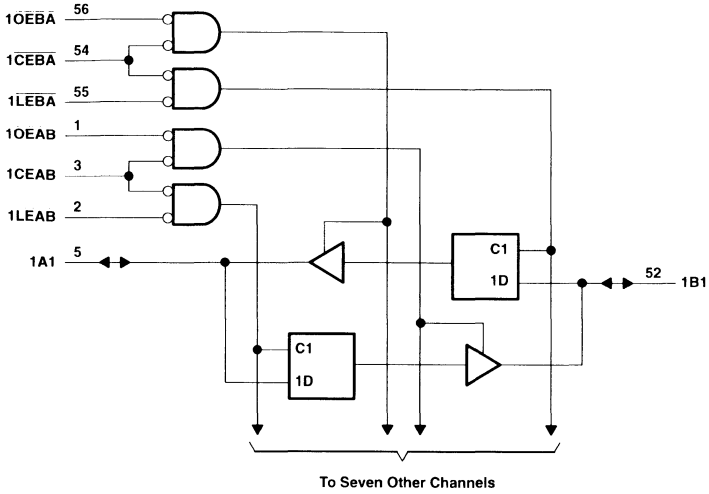 1OEBA 56
1CEBA 54
1LEBA 55
1OEAB 1
1CEAB 3
1LEAB 2
1A1 5
C1
1D
52 1B1
C1
1D
To Seven Other Channels